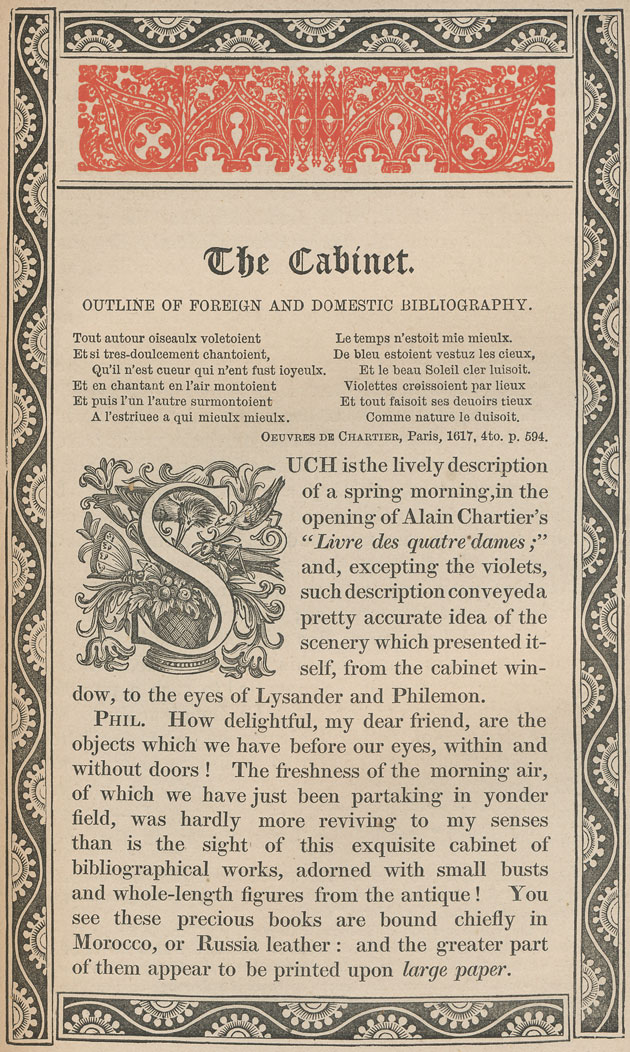 The Cabinet.
OUTLINE OF FOREIGN AND DOMESTIC BIBLIOGRAPHY.
Tout autour oiseaulx voletoient
Et si tres-doulcement chantoient,
Qu'il n'est cueur qui n'ent fust ioyeulx.
Et en chantant en l'air montoient
Et puis l'un l'autre surmontoient
A l'estriuee a qui mieulx mieulx.
Le temps n'estoit mie mieulx.
De bleu estoient vestuz les cieux,
Et le beau Soleil cler luisoit.
Violettes croissoient par lieux
Et tout faisoit ses deuoirs tieux
Comme nature le duisoit.
OEUVRES DE CHARTIER, Paris, 1617, 4to. p. 594.
SUCH is the lively description
of a spring morning, in the
opening of Alain Chartier's
"Livre des quatre dames;"
and, excepting the violets,
such description conveyed a
pretty accurate idea of the
scenery which presented it-
self, from the cabinet win-
dow, to the eyes of Lysander and Philemon.
PHIL. How delightful, my dear friend, are the
objects which we have before our eyes, within and
without doors! The freshness of the morning air,
of which we have just been partaking in yonder
field, was hardly more reviving to my senses
than is the sight of this exquisite cabinet of
bibliographical works, adorned with small busts
and whole-length figures from the antique! You
see these precious books are bound chiefly in
Morocco, or Russia leather: and the greater part
of them appear to be printed upon large paper.